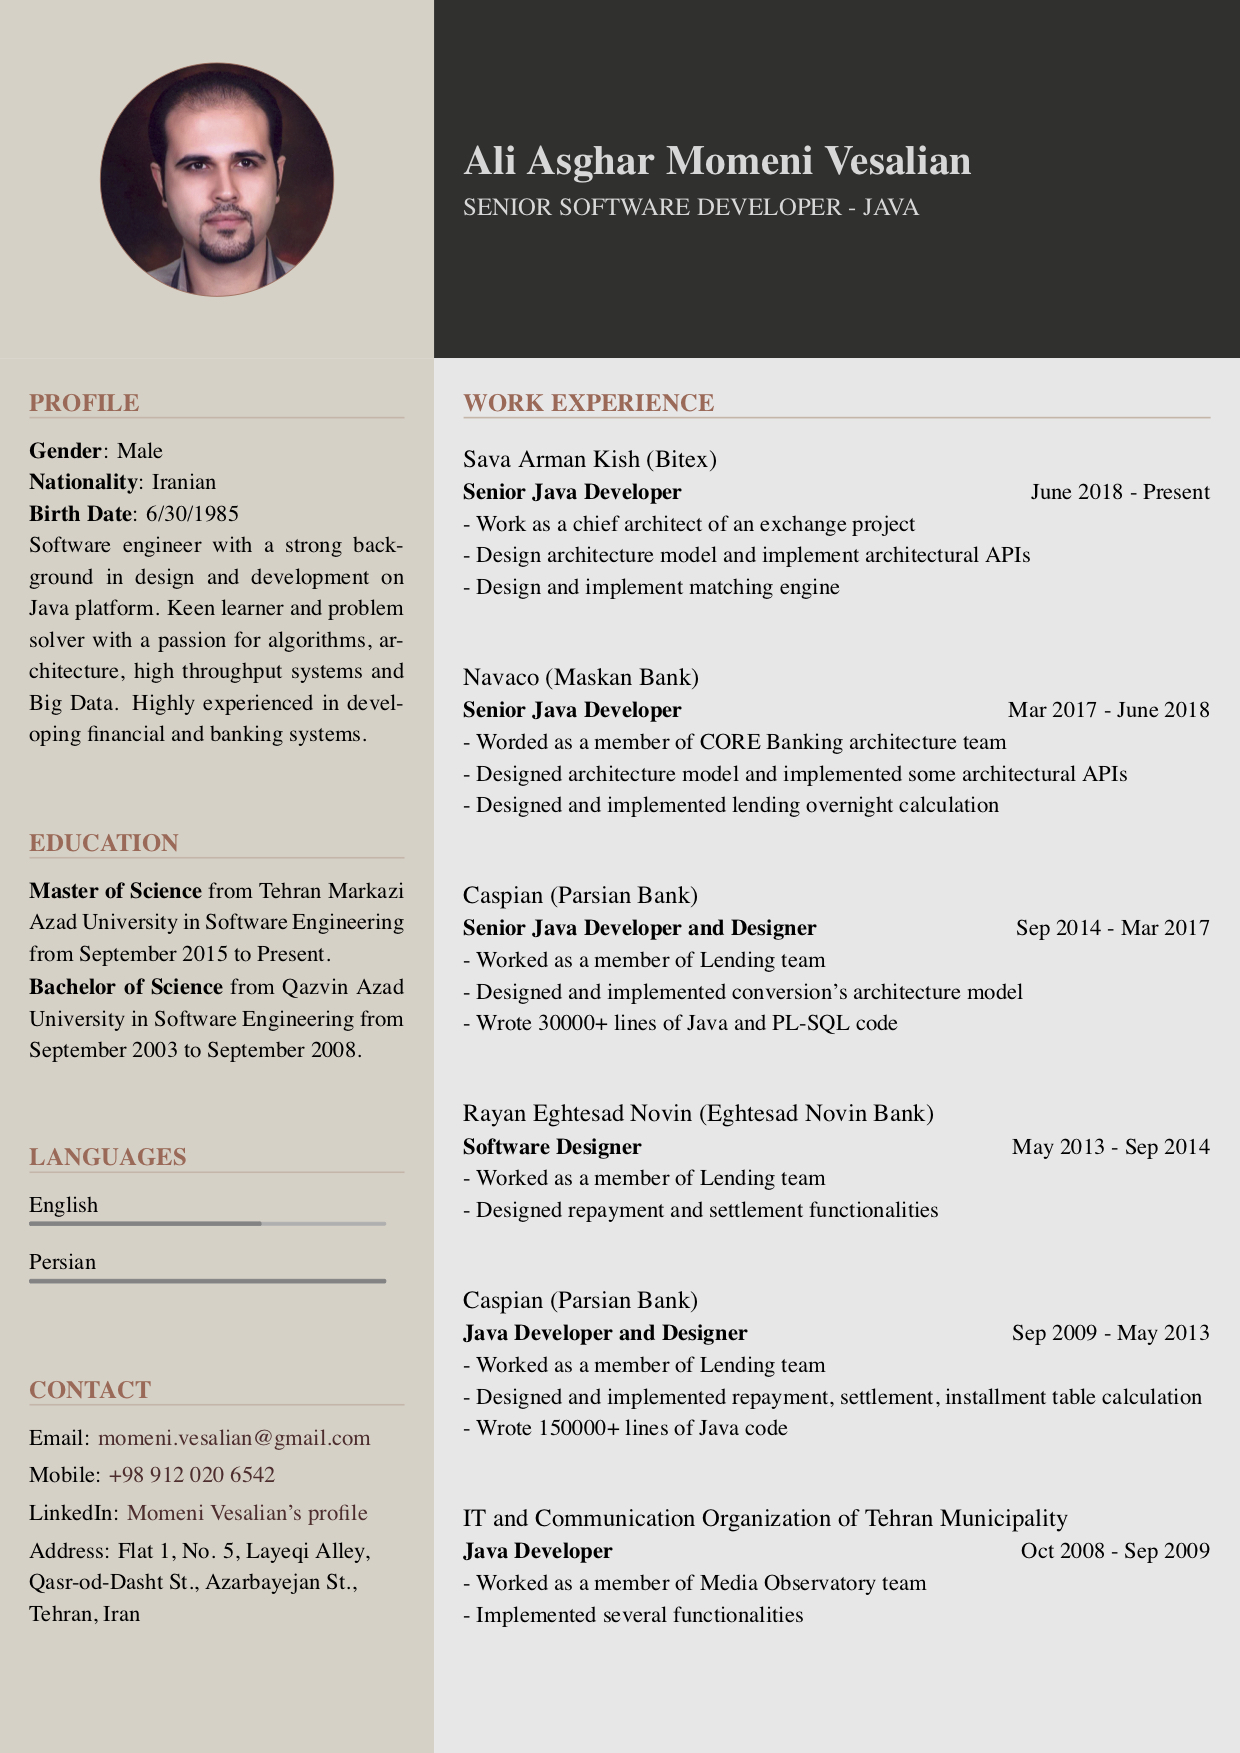 Ali Asghar Momeni Vesalian
SENIOR SOFTWARE DEVELOPER - JAVA
PROFILE
Gender: Male
Nationality: Iranian
Birth Date: 6/30/1985
Software engineer with a strong back-
ground in design and development on
Java platform. Keen learner and problem
solver with a passion for algorithms, ar-
chitecture, high throughput systems and
Big Data. Highly experienced in devel-
oping financial and banking systems.
EDUCATION
Master of Science from Tehran Markazi
Azad University in Software Engineering
from September 2015 to Present.
Bachelor of Science from Qazvin Azad
University in Software Engineering from
September 2003 to September 2008.
LANGUAGES
English
Persian
CONTACT
Email: momeni.vesalian@gmail.com
Mobile: +98 912 020 6542
LinkedIn: Momeni Vesalian's profile
Address: Flat 1, No. 5, Layeqi Alley,
Qasr-od-Dasht St., Azarbayejan St.,
Tehran, Iran
WORK EXPERIENCE
Sava Arman Kish (Bitex)
Senior Java Developer June 2018 - Present
- Work as a chief architect of an exchange project
- Design architecture model and implement architectural APIs
- Design and implement matching engine
Navaco (Maskan Bank)
Senior Java Developer Mar 2017 - June 2018
- Worded as a member of CORE Banking architecture team
- Designed architecture model and implemented some architectural APIs
- Designed and implemented lending overnight calculation
Caspian (Parsian Bank)
Senior Java Developer and Designer Sep 2014 - Mar 2017
- Worked as a member of Lending team
- Designed and implemented conversion's architecture model
- Wrote 30000+ lines of Java and PL-SQL code
Rayan Eghtesad Novin (Eghtesad Novin Bank)
Software Designer May 2013 - Sep 2014
- Worked as a member of Lending team
- Designed repayment and settlement functionalities
Caspian (Parsian Bank)
Java Developer and Designer Sep 2009 - May 2013
- Worked as a member of Lending team
- Designed and implemented repayment, settlement, installment table calculation
- Wrote 150000+ lines of Java code
IT and Communication Organization of Tehran Municipality
Java Developer Oct 2008 - Sep 2009
- Worked as a member of Media Observatory team
- Implemented several functionalities